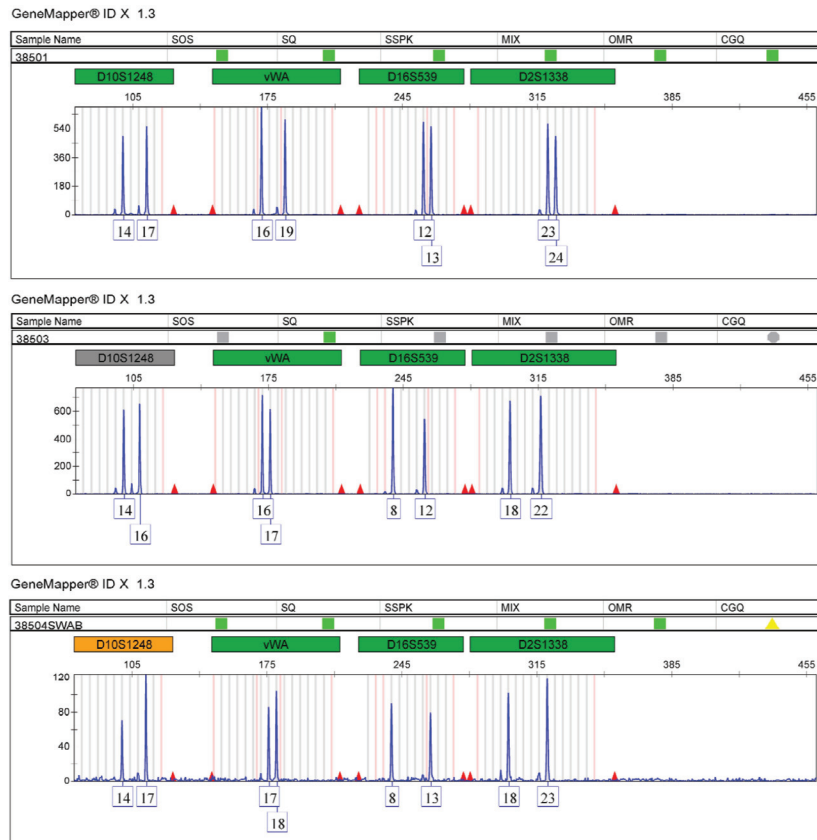 GeneMapper® ID X 1.3
Sample Name SOS SQ SSPK MIX OMR CGQ
38501
D10S1248 vWA D16S539 D2S1338
105 175 245 315 385 455
540
360
180
0
14 17 16 19 12 23
13 24
GeneMapper® ID X 1.3
Sample Name SOS SQ SSPK MIX OMR CGQ
38503
D10S1248 vWA D16S539 D2S1338
105 175 245 315 385 455
600
400
200
0
14 16 8 12 18 22
16 17
GeneMapper® ID X 1.3
Sample Name SOS SQ SSPK MIX OMR CGQ
38504SWAB
D10S1248 vWA D16S539 D2S1338
105 175 245 315 385 455
120
80
40
0
14 17 17 8 13 18 23
18